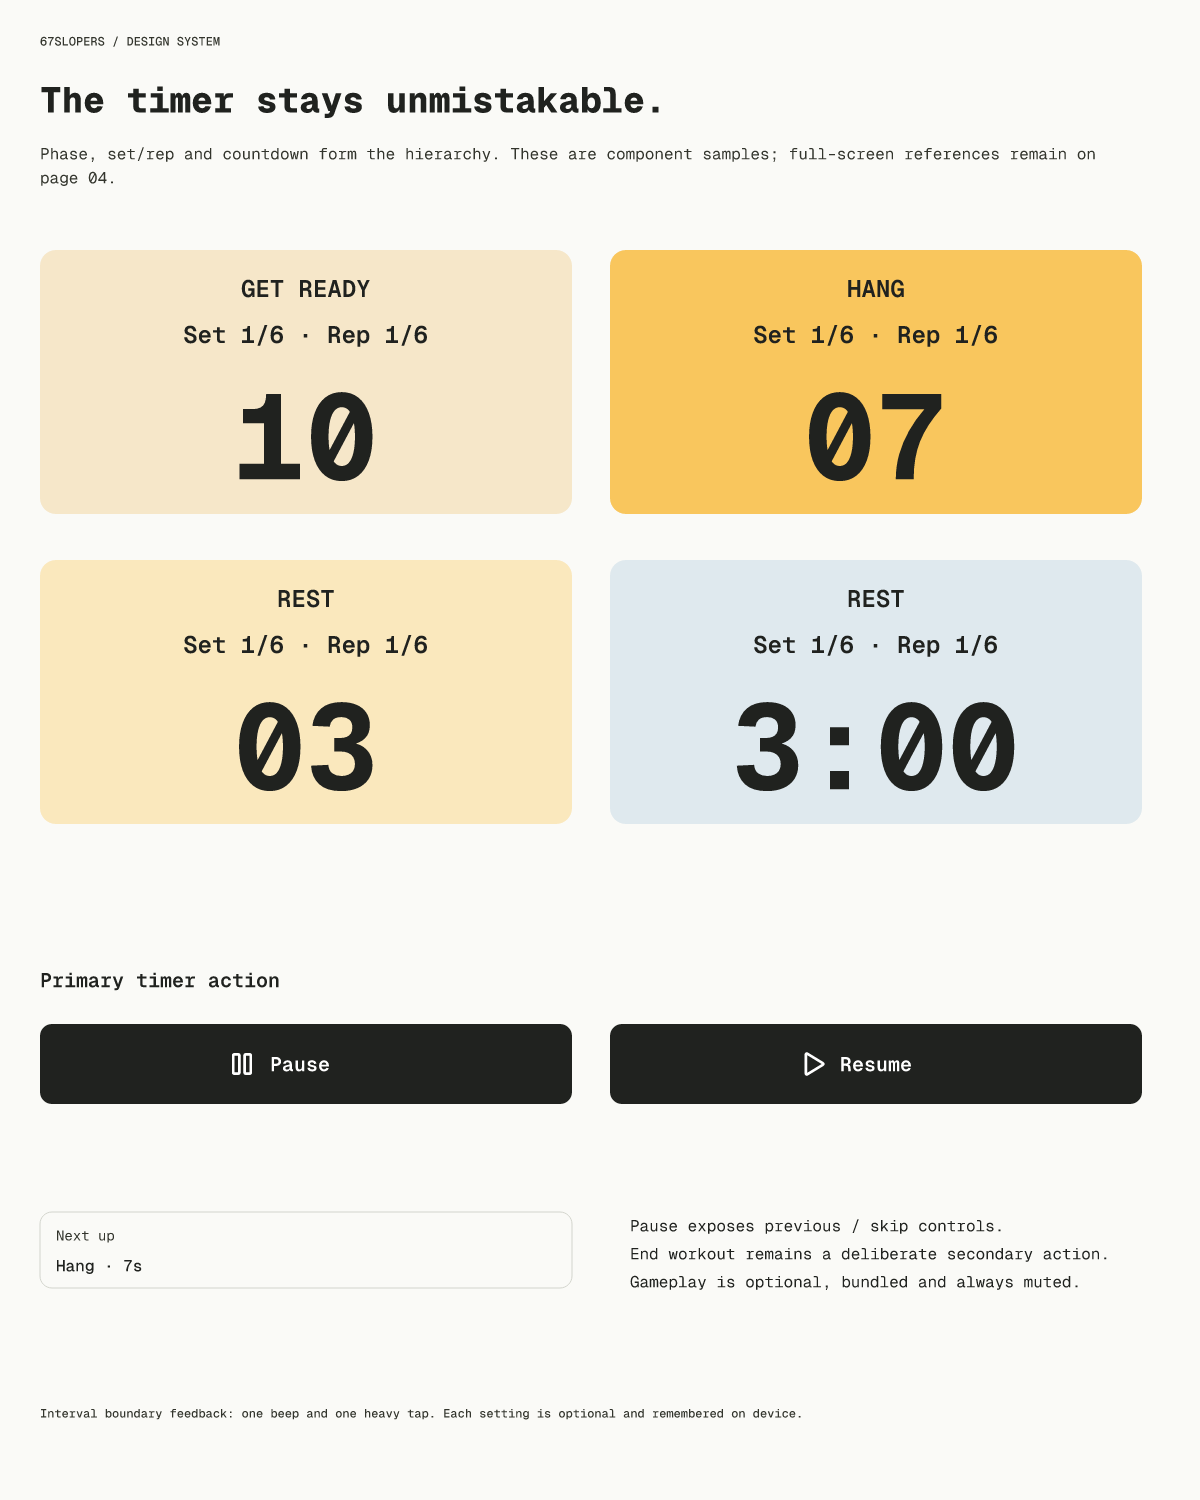 67SLOPERS / DESIGN SYSTEM
The timer stays unmistakable.
Phase, set/rep and countdown form the hierarchy. These are component samples; full-screen references remain on
page 04.
GET READY
Set 1/6 · Rep 1/6
10
HANG
Set 1/6 · Rep 1/6
07
REST
Set 1/6 · Rep 1/6
03
REST
Set 1/6 · Rep 1/6
3:00
Primary timer action
Pause
Resume
Next up
Hang · 7s
Pause exposes previous / skip controls.
End workout remains a deliberate secondary action.
Gameplay is optional, bundled and always muted.
Interval boundary feedback: one beep and one heavy tap. Each setting is optional and remembered on device.